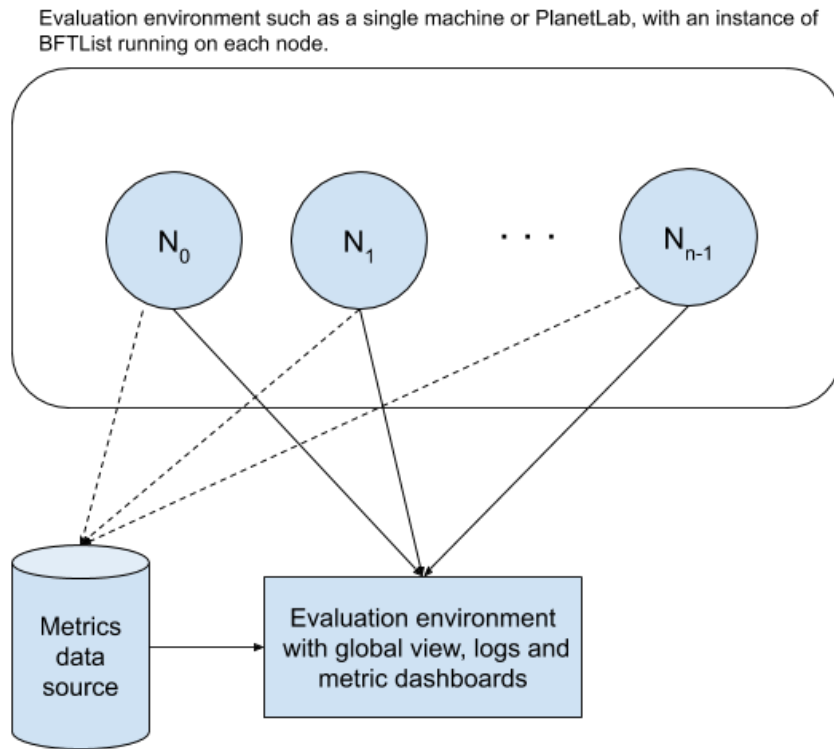 Evaluation environment such as a single machine or PlanetLab, with an instance of
BFTList running on each node.
N0
N1
. . .
Nn-1
Metrics
data
source
Evaluation environment
with global view, logs and
metric dashboards